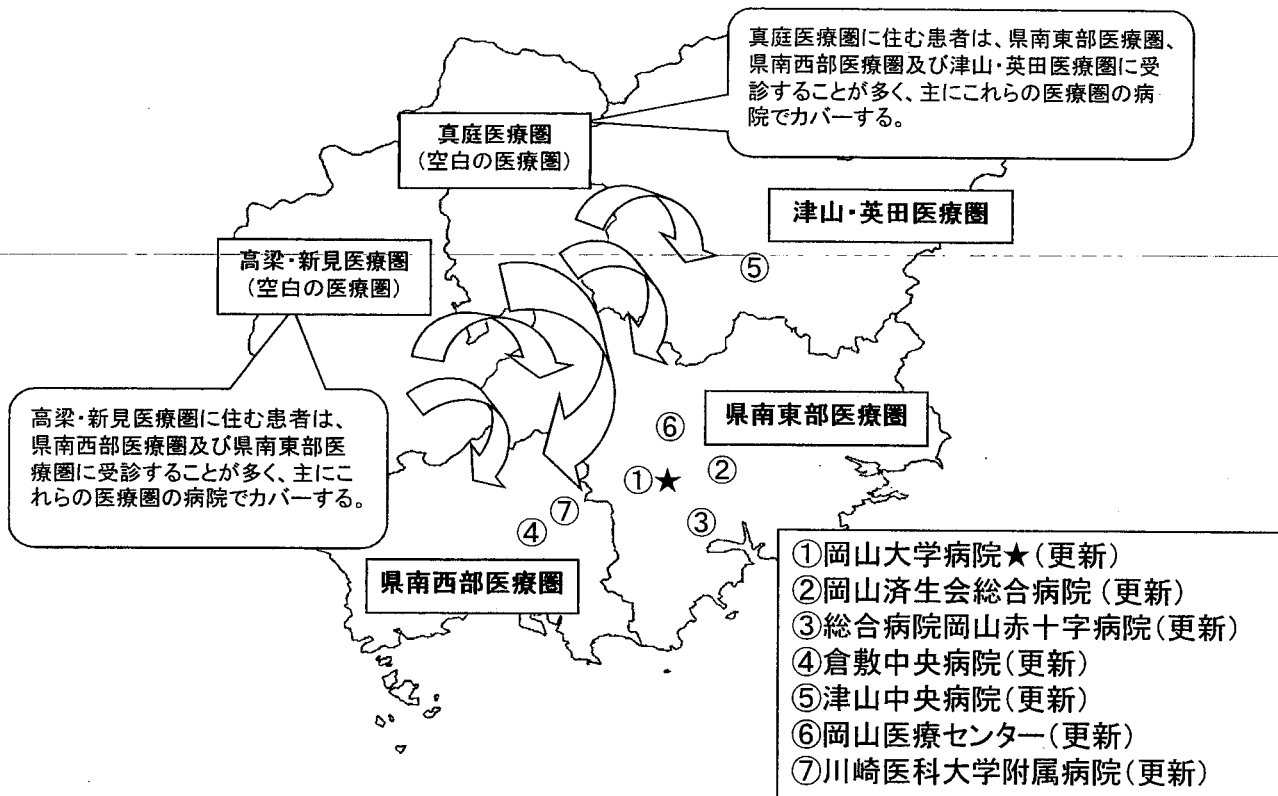 真庭医療圏に住む患者は、県南東部医療圏、
県南西部医療圏及び津山・英田医療圏に受
診することが多く、主にこれらの医療圏の病
院でカバーする。
真庭医療圏
(空白の医療圏)
津山・英田医療圏
高梁・新見医療圏
(空白の医療圏)
⑤
高梁・新見医療圏に住む患者は、
県南西部医療圏及び県南東部医
療圏に受診することが多く、主にこ
れらの医療圏の病院でカバーする。
県南東部医療圏
⑥
②
①★
⑦
③
④
県南西部医療圏
①岡山大学病院★(更新)
②岡山済生会総合病院(更新)
③総合病院岡山赤十字病院(更新)
④倉敷中央病院(更新)
⑤津山中央病院(更新)
⑥岡山医療センター(更新)
⑦川崎医科大学附属病院(更新)